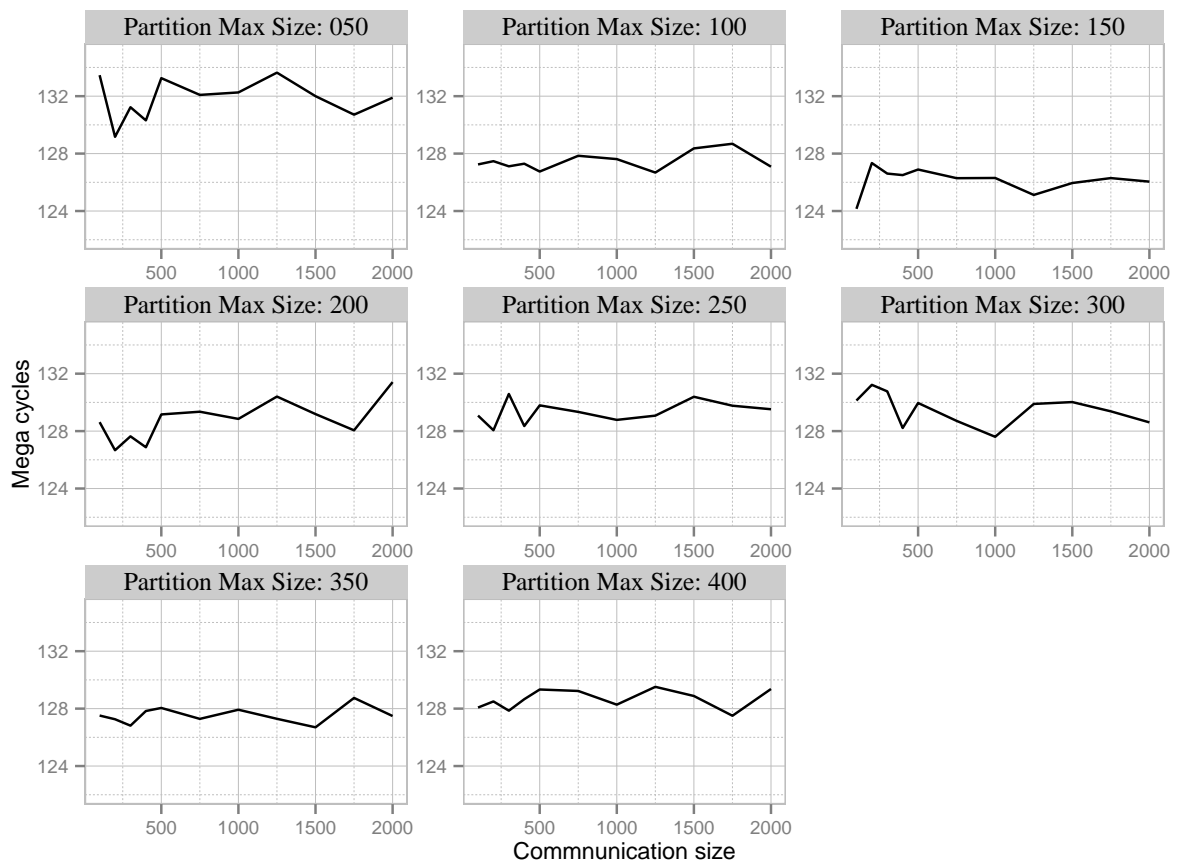 Partition Max Size: 050
Partition Max Size: 100
Partition Max Size: 150
132
128
124
132
128
124
132
128
124
500 1000 1500 2000
500 1000 1500 2000
500 1000 1500 2000
Partition Max Size: 200
Partition Max Size: 250
Partition Max Size: 300
Mega cycles
132
128
124
132
128
124
132
128
124
500 1000 1500 2000
500 1000 1500 2000
500 1000 1500 2000
Partition Max Size: 350
Partition Max Size: 400
132
128
124
132
128
124
500 1000 1500 2000
500 1000 1500 2000
Commnunication size